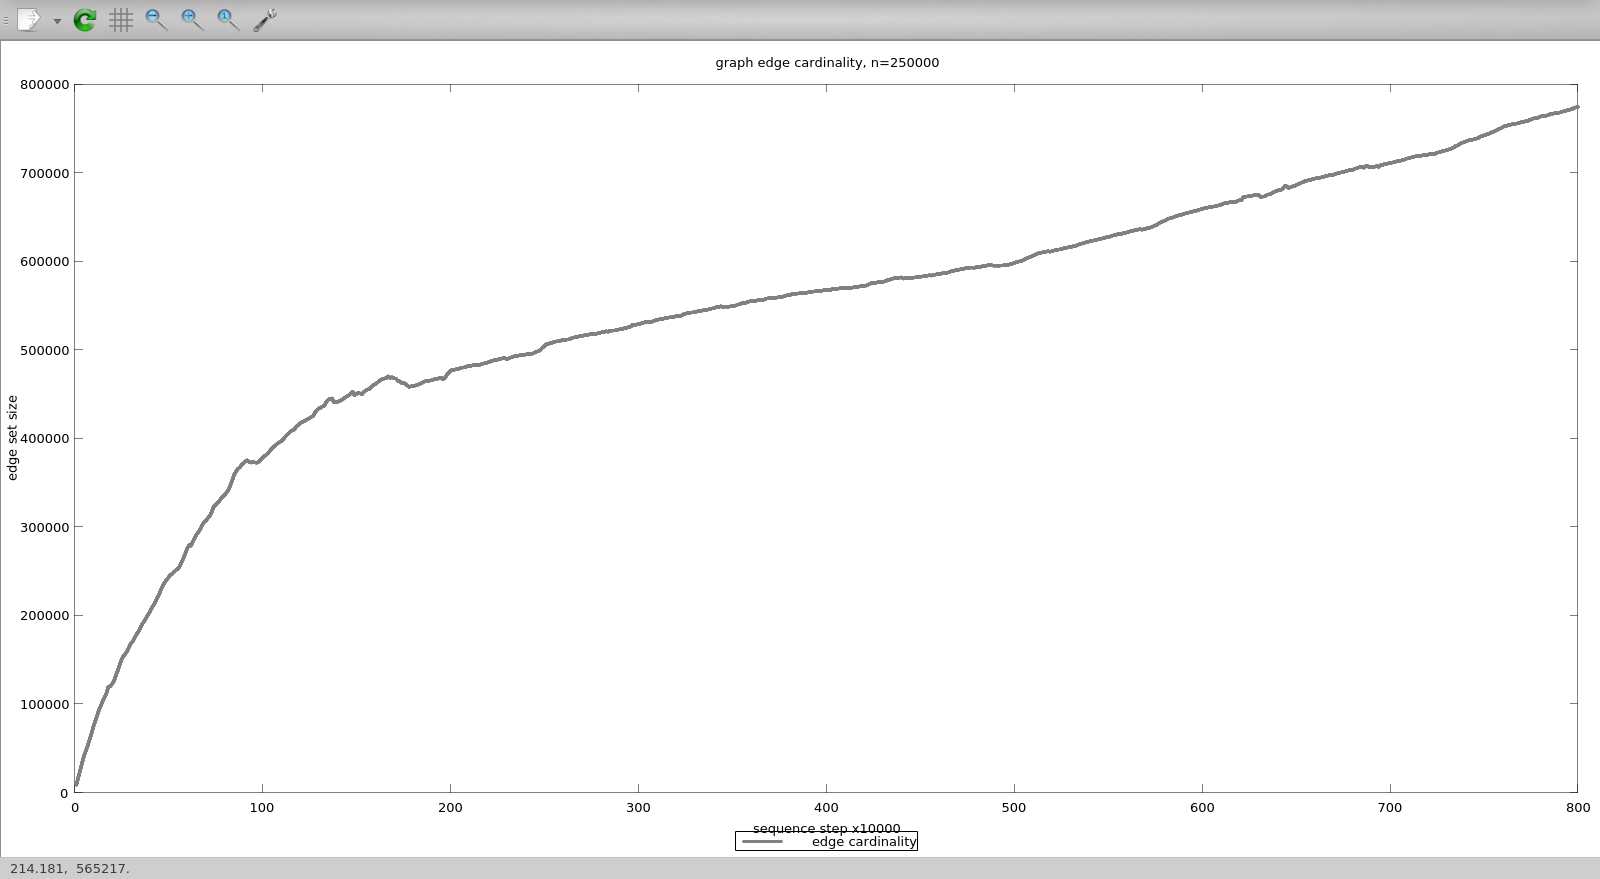 graph edge cardinality, n=250000
800000
700000
600000
500000
400000
300000
200000
100000
0
edge set size
0 100 200 300 400 500 600 700 800
sequence step x10000
edge cardinality
214.181, 565217.